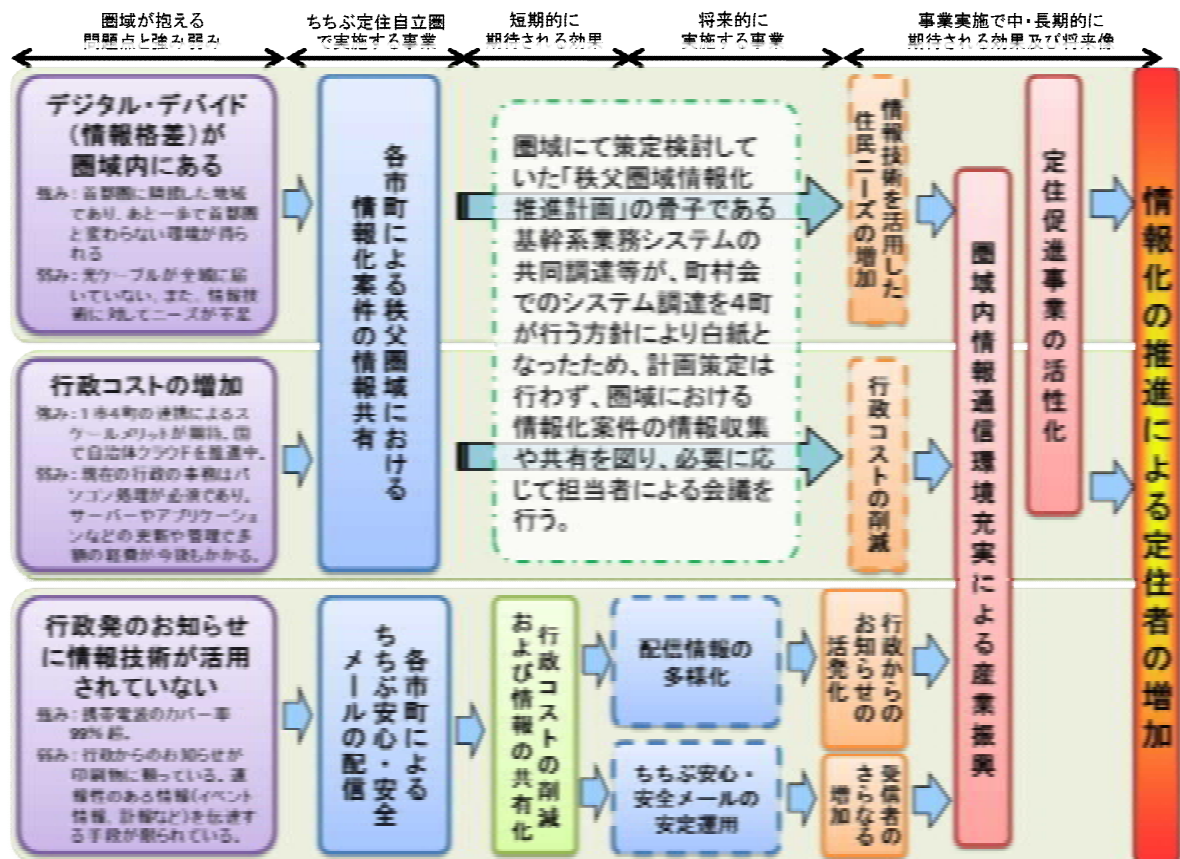 圏域が抱える
問題点と強み弱み
ちちぶ定住自立圏
で実施する事業
短期的に
期待される効果
将来的に
実施する事業
事業実施で中・長期的に
期待される効果及び将来像
デジタル・デバイド
(情報格差)が
圏域内にある
強み：首都圏に隣接した地域
であり、あと一歩で首都圏
と変わらない環境が得ら
れる
弱み：光ケーブルが全域に届
いていない、また、情報技
術に対してニーズが不足
各市町による秩父圏域における
情報化案件の情報共有
圏域にて策定検討して
いた「秩父圏域情報化
推進計画」の骨子である
基幹系業務システムの
共同調達等が、町村会
でのシステム調達を4町
が行う方針により白紙と
なったため、計画策定は
行わず、圏域における
情報化案件の情報収集
や共有を図り、必要に応
じて担当者による会議を
行う。
情報技術を活用した
住民ニーズの増加
行政コストの増加
強み：1市4町の連携によるス
ケールメリットが期待。国
で自治体クラウドを推進中。
弱み：現在の行政の事務はパ
ソコン処理が必須であり、
サーバーやアプリケーショ
ンなどの更新や管理で多
額の経費が今後もかかる。
行政コストの削減
行政発のお知らせ
に情報技術が活用
されていない
強み：携帯電波のカバー率
99%超。
弱み：行政からのお知らせが
印刷物に頼っている。速
報性のある情報(イベント
情報、訃報など)を伝達す
る手段が限られている。
各市町による
ちちぶ安心・安全
メールの配信
行政コストの削減
および情報の共有化
配信情報の
多様化
ちちぶ安心・
安全メールの
安定運用
行政からの
お知らせの
活発化
受信者の
さらなる
増加
圏域内情報通信環境充実による産業振興
定住促進事業の活性化
情報化の推進による定住者の増加